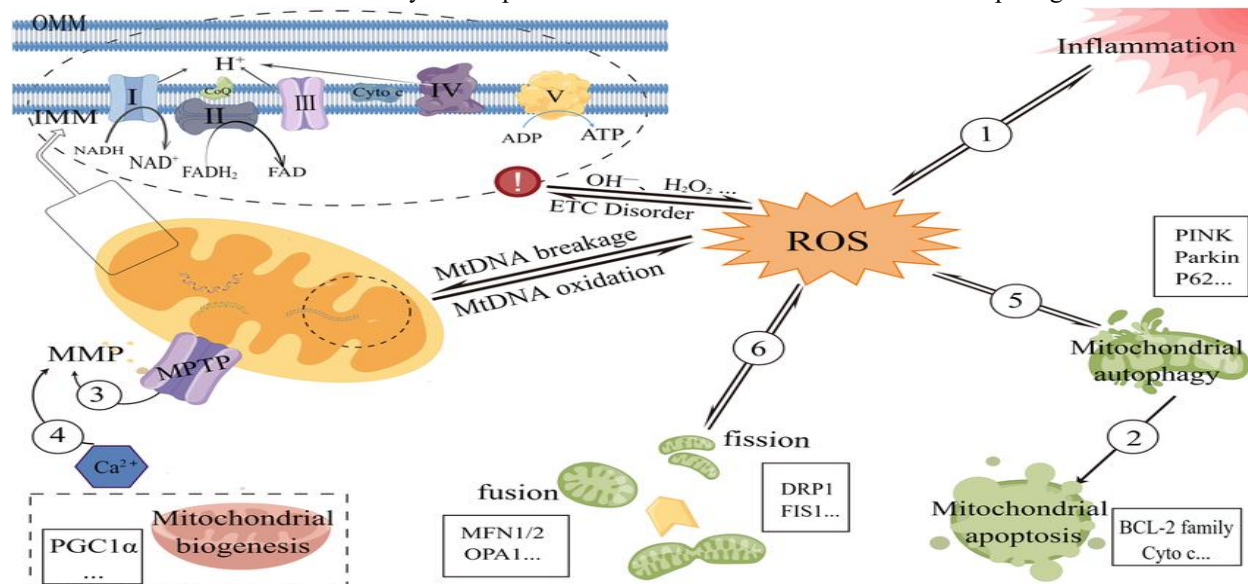 OMM
H⁺
I
CoQ
II
III
Cyto c
IV
V
IMM
NADH
NAD⁺
FADH₂
FAD
ADP
ATP
!
OH⁻、 H₂O₂ ...
ETC Disorder
Inflammation
1
ROS
MtDNA breakage
MtDNA oxidation
PINK
Parkin
P62...
5
6
Mitochondrial
autophagy
MMP
MPTP
3
4
Ca²⁺
2
fission
fusion
DRP1
FIS1...
MFN1/2
OPA1...
Mitochondrial
apoptosis
BCL-2 family
Cyto c...
PGC1α
...
Mitochondrial
biogenesis